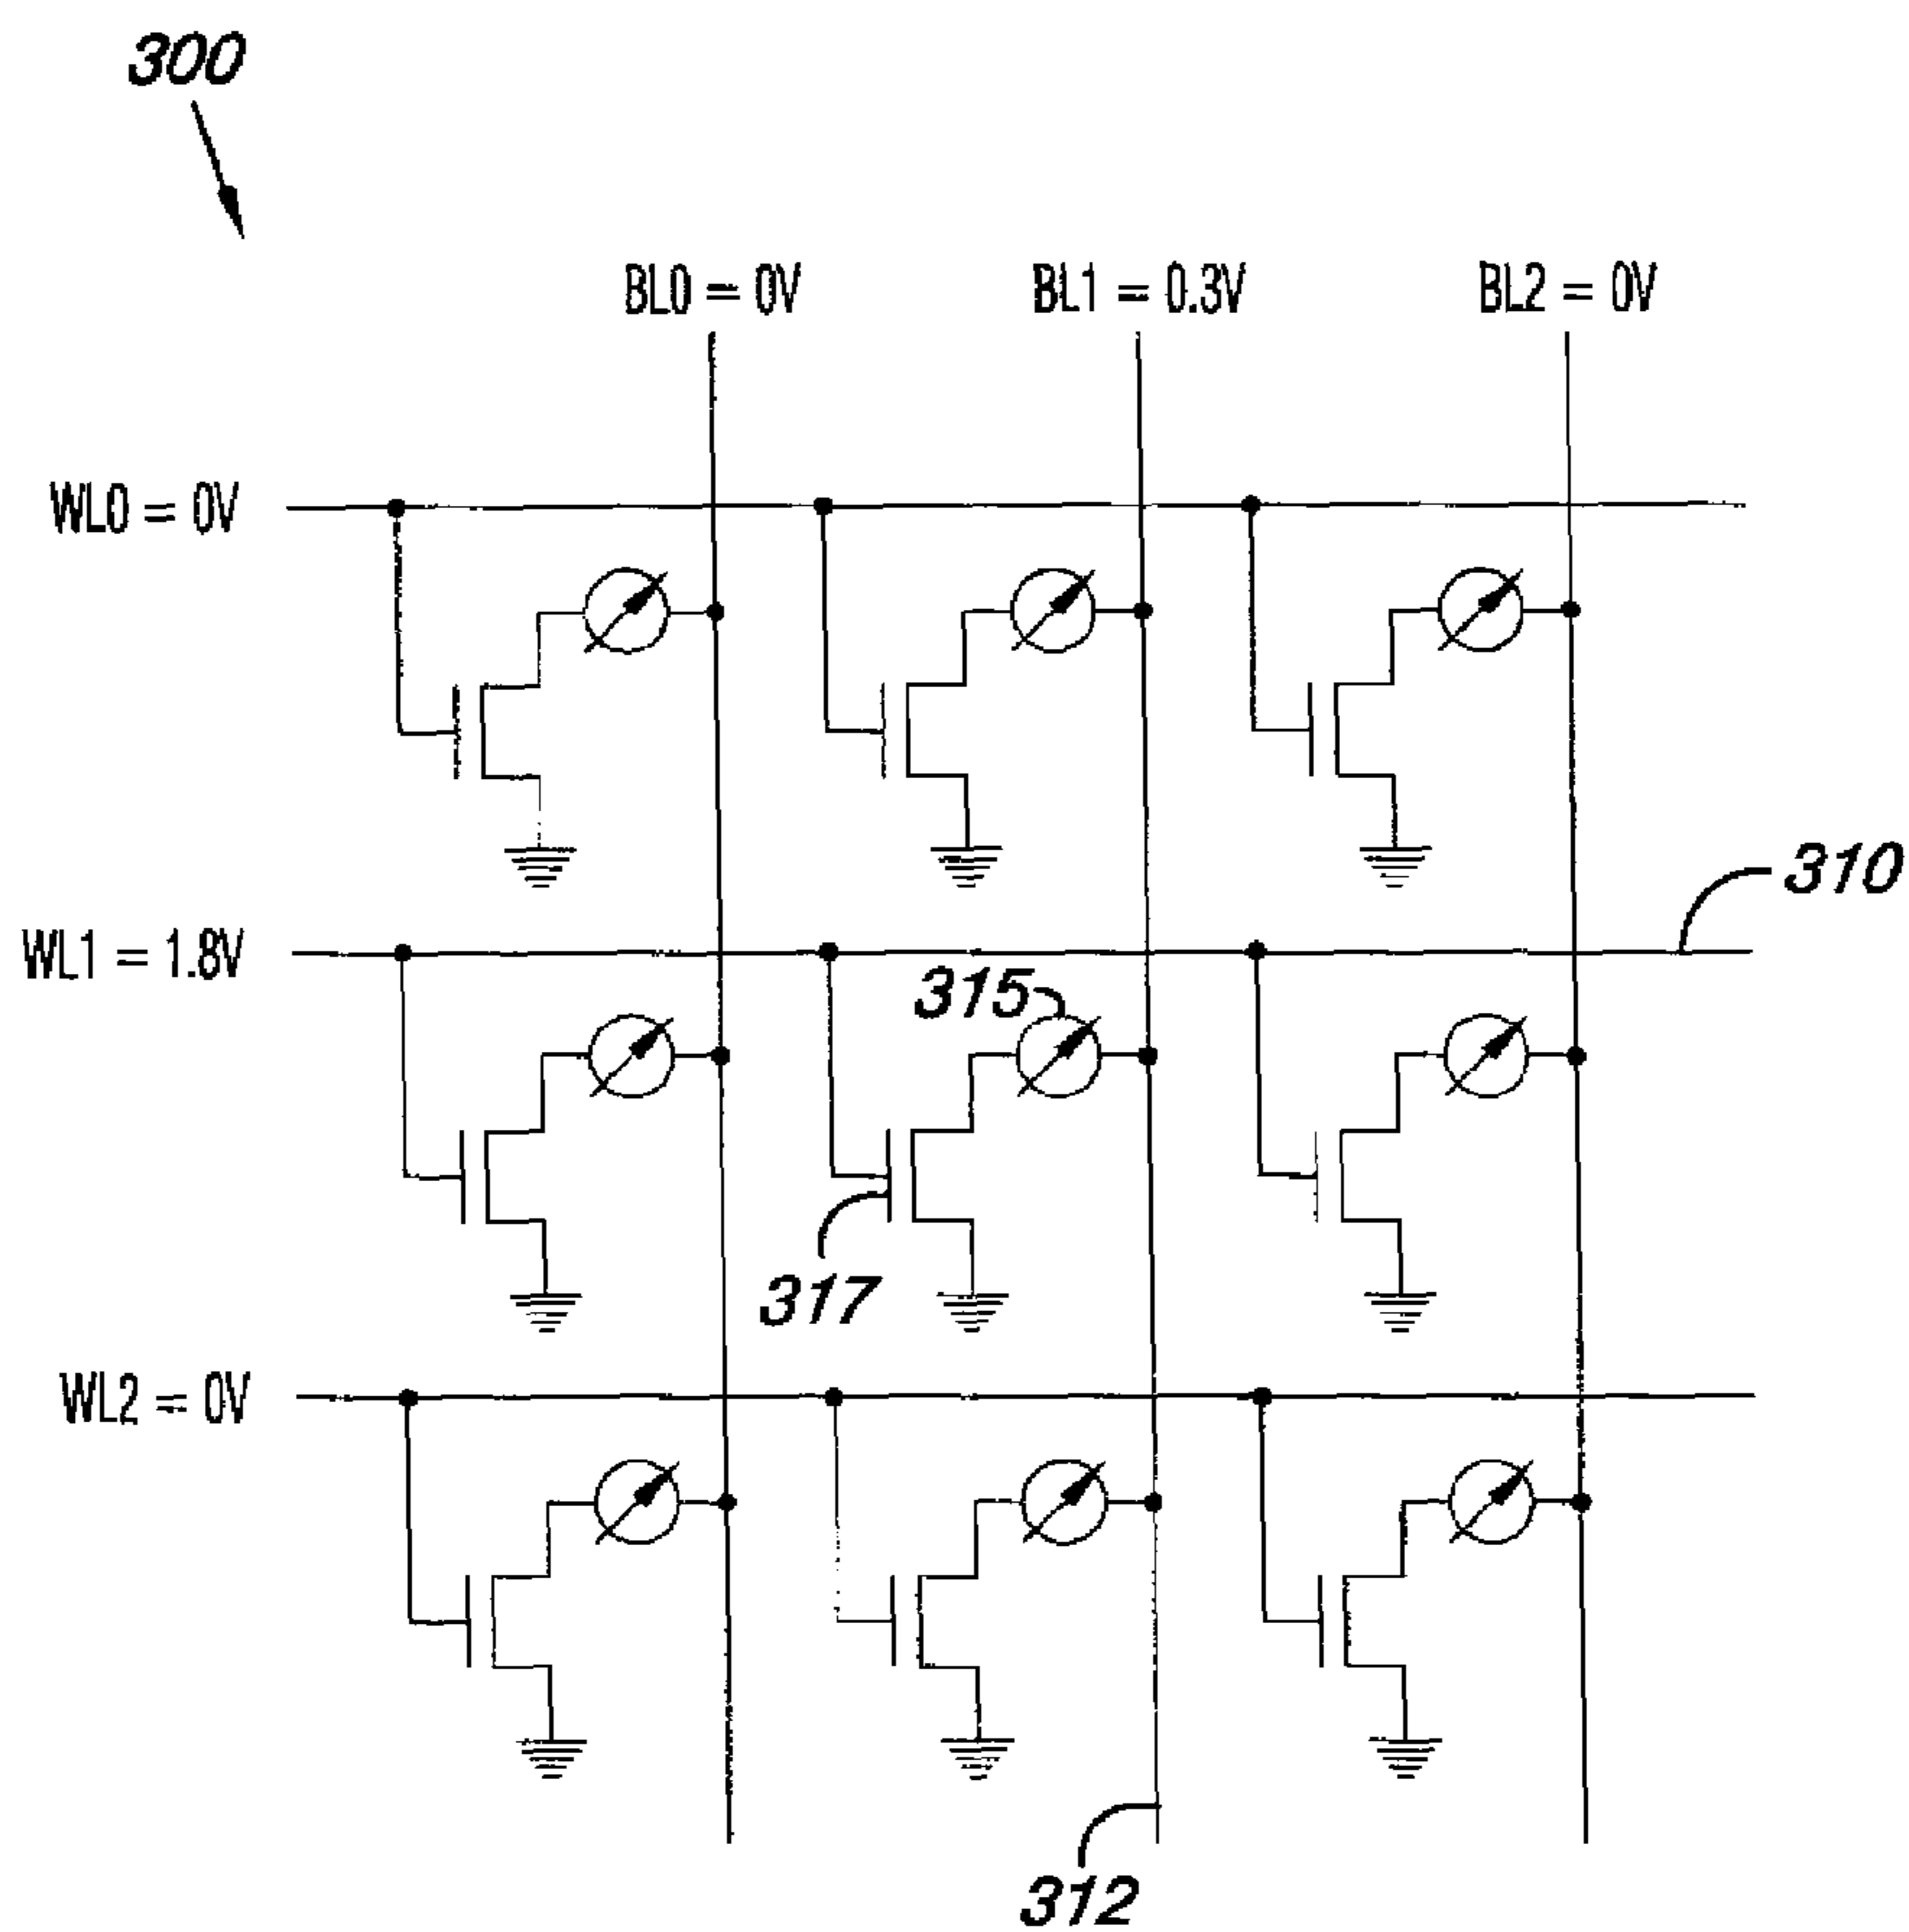 300
BL0 = 0V BL1 = 0.3V BL2 = 0V
WL0 = 0V
310
WL1 = 1.8V
315
317
WL2 = 0V
312